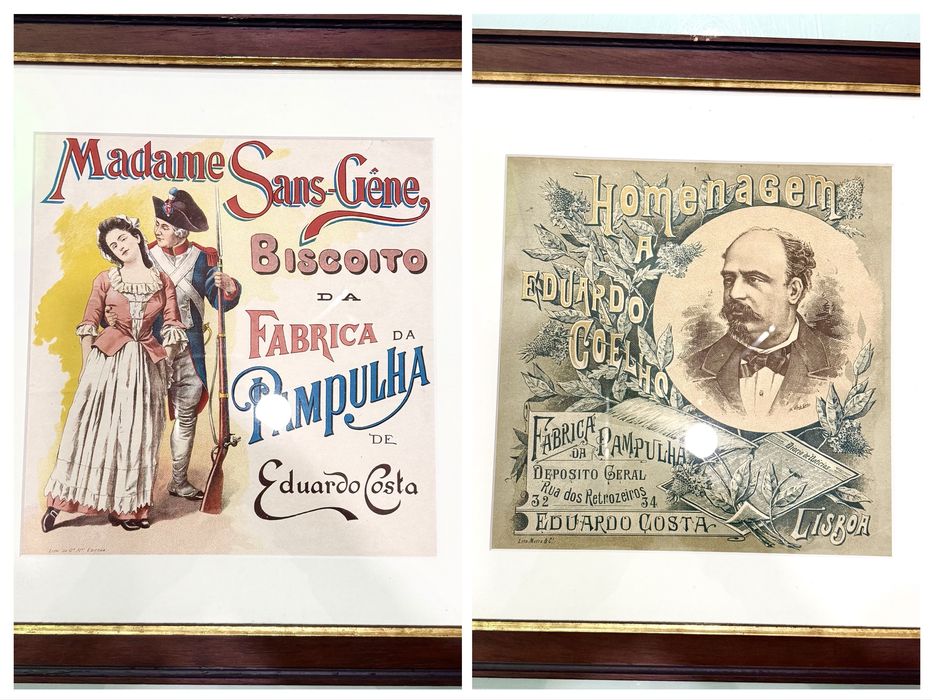 Madame Sans-Gêne,
BISCOITO
DA
FABRICA DA
PAMPULHA
DE
Eduardo Costa
Homenagem
A
EDUARDO
COELHO
FÁBRICA
DA PAMPULHA
DEPOSITO GERAL
Rua dos Retrozeiros
32 34
EDUARDO COSTA
LISBOA